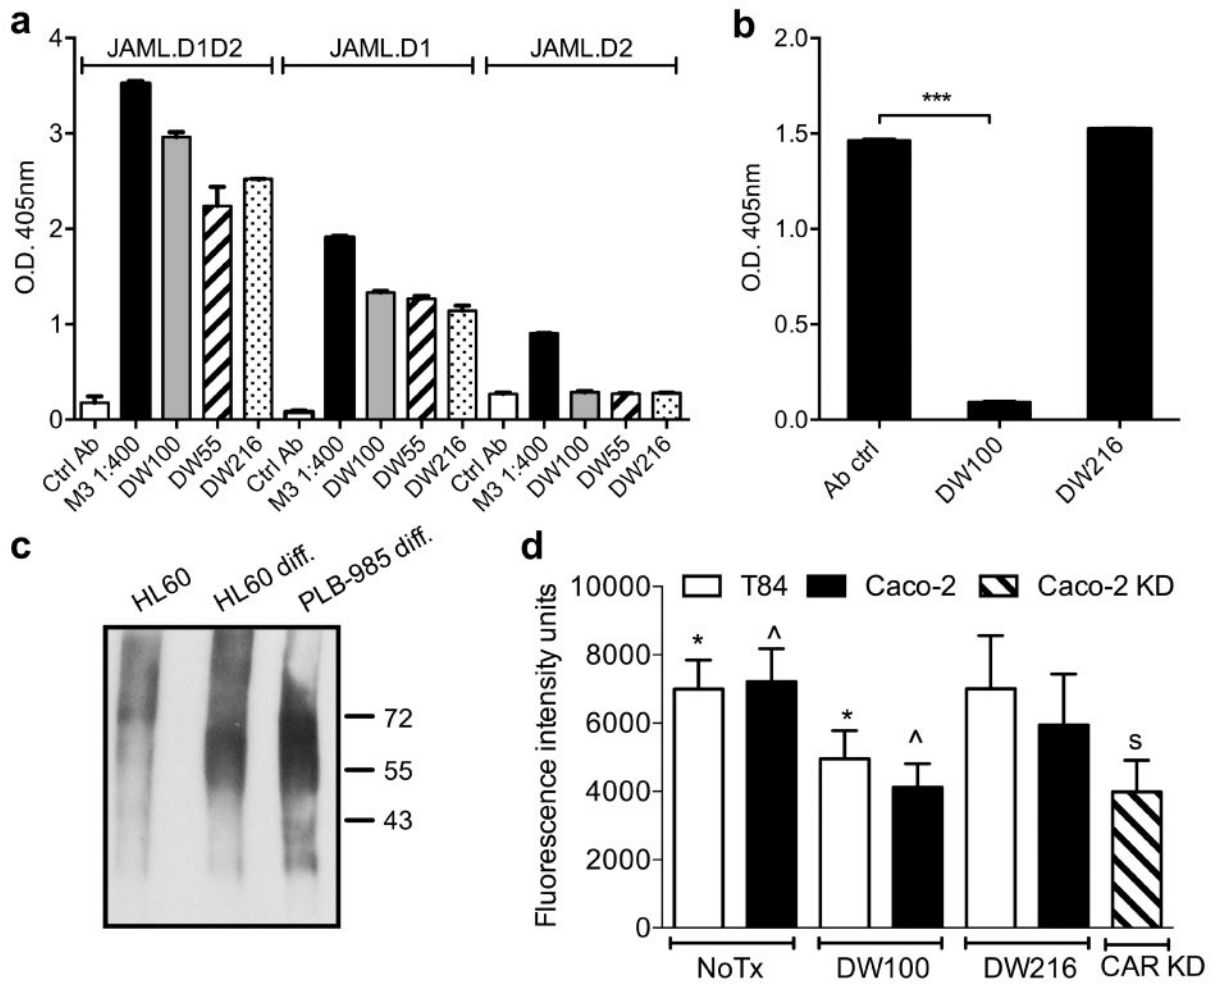 a
JAML.D1D2 JAML.D1 JAML.D2
O.D. 405nm
4
3
2
1
0
Ctrl Ab M3 1:400 DW100 DW55 DW216 Ctrl Ab M3 1:400 DW100 DW55 DW216 Ctrl Ab M3 1:400 DW100 DW55 DW216
b
***
O.D. 405nm
2.0
1.5
1.0
0.5
0.0
Ab ctrl DW100 DW216
c
HL60 HL60 diff. PLB-985 diff.
72
55
43
d
T84 Caco-2 Caco-2 KD
Fluorescence intensity units
10000
8000
6000
4000
2000
0
* ^ * ^ s
NoTx DW100 DW216 CAR KD